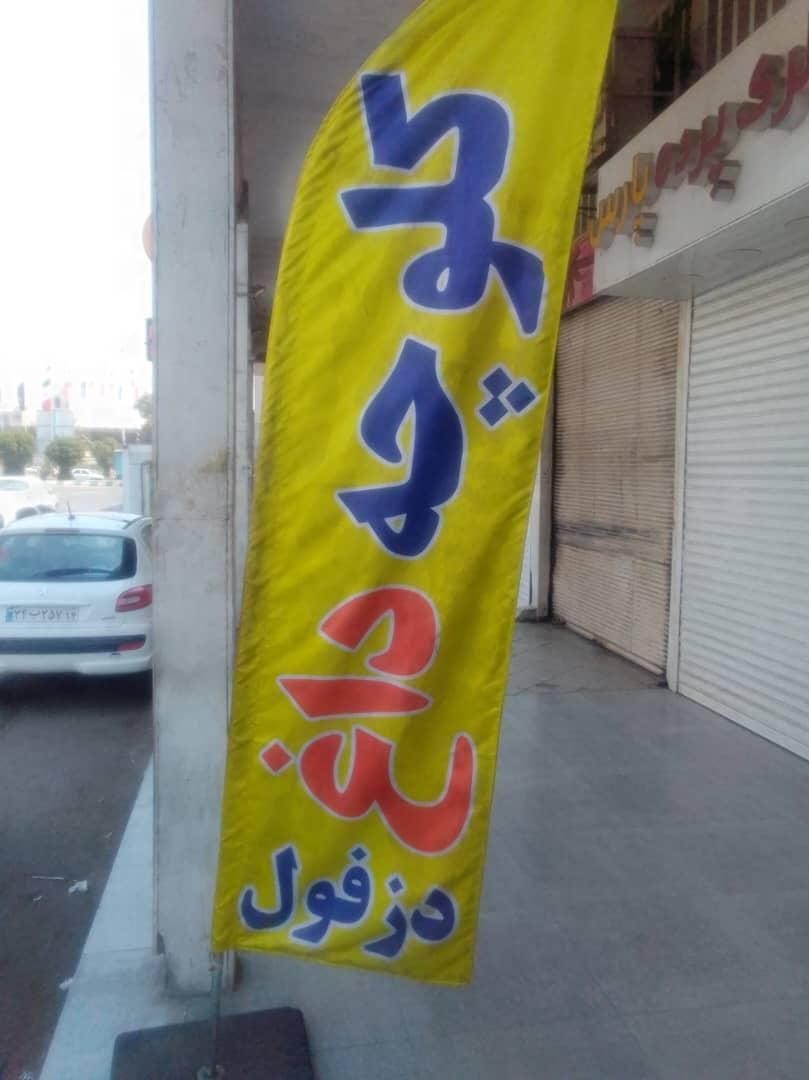 کلوچه
داغ
دزفول
پرده پارس